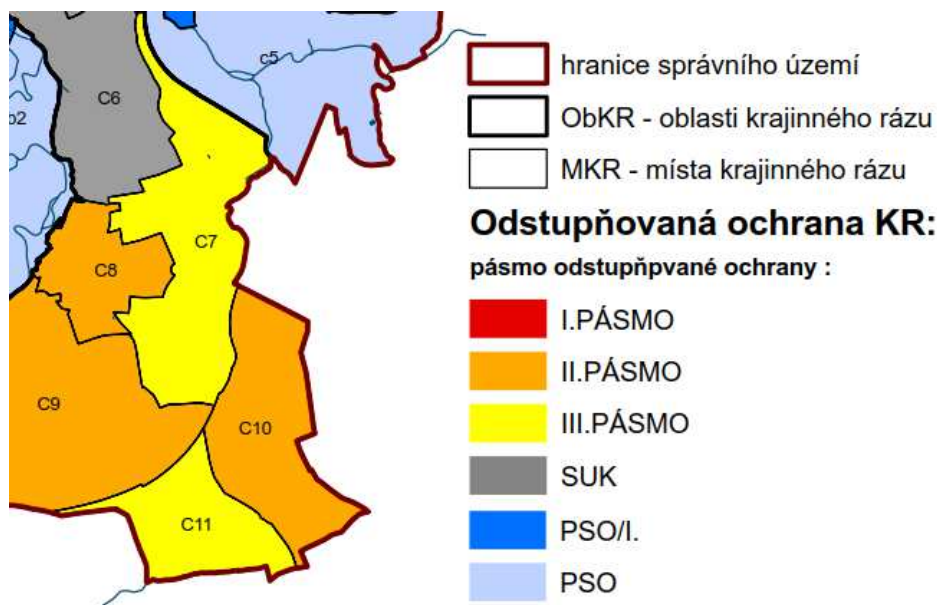 c5
C6
b2
C7
C8
C9
C10
C11
hranice správního území
ObKR - oblasti krajinného rázu
MKR - místa krajinného rázu
Odstupňovaná ochrana KR:
pásmo odstupňpvané ochrany :
I.PÁSMO
II.PÁSMO
III.PÁSMO
SUK
PSO/I.
PSO